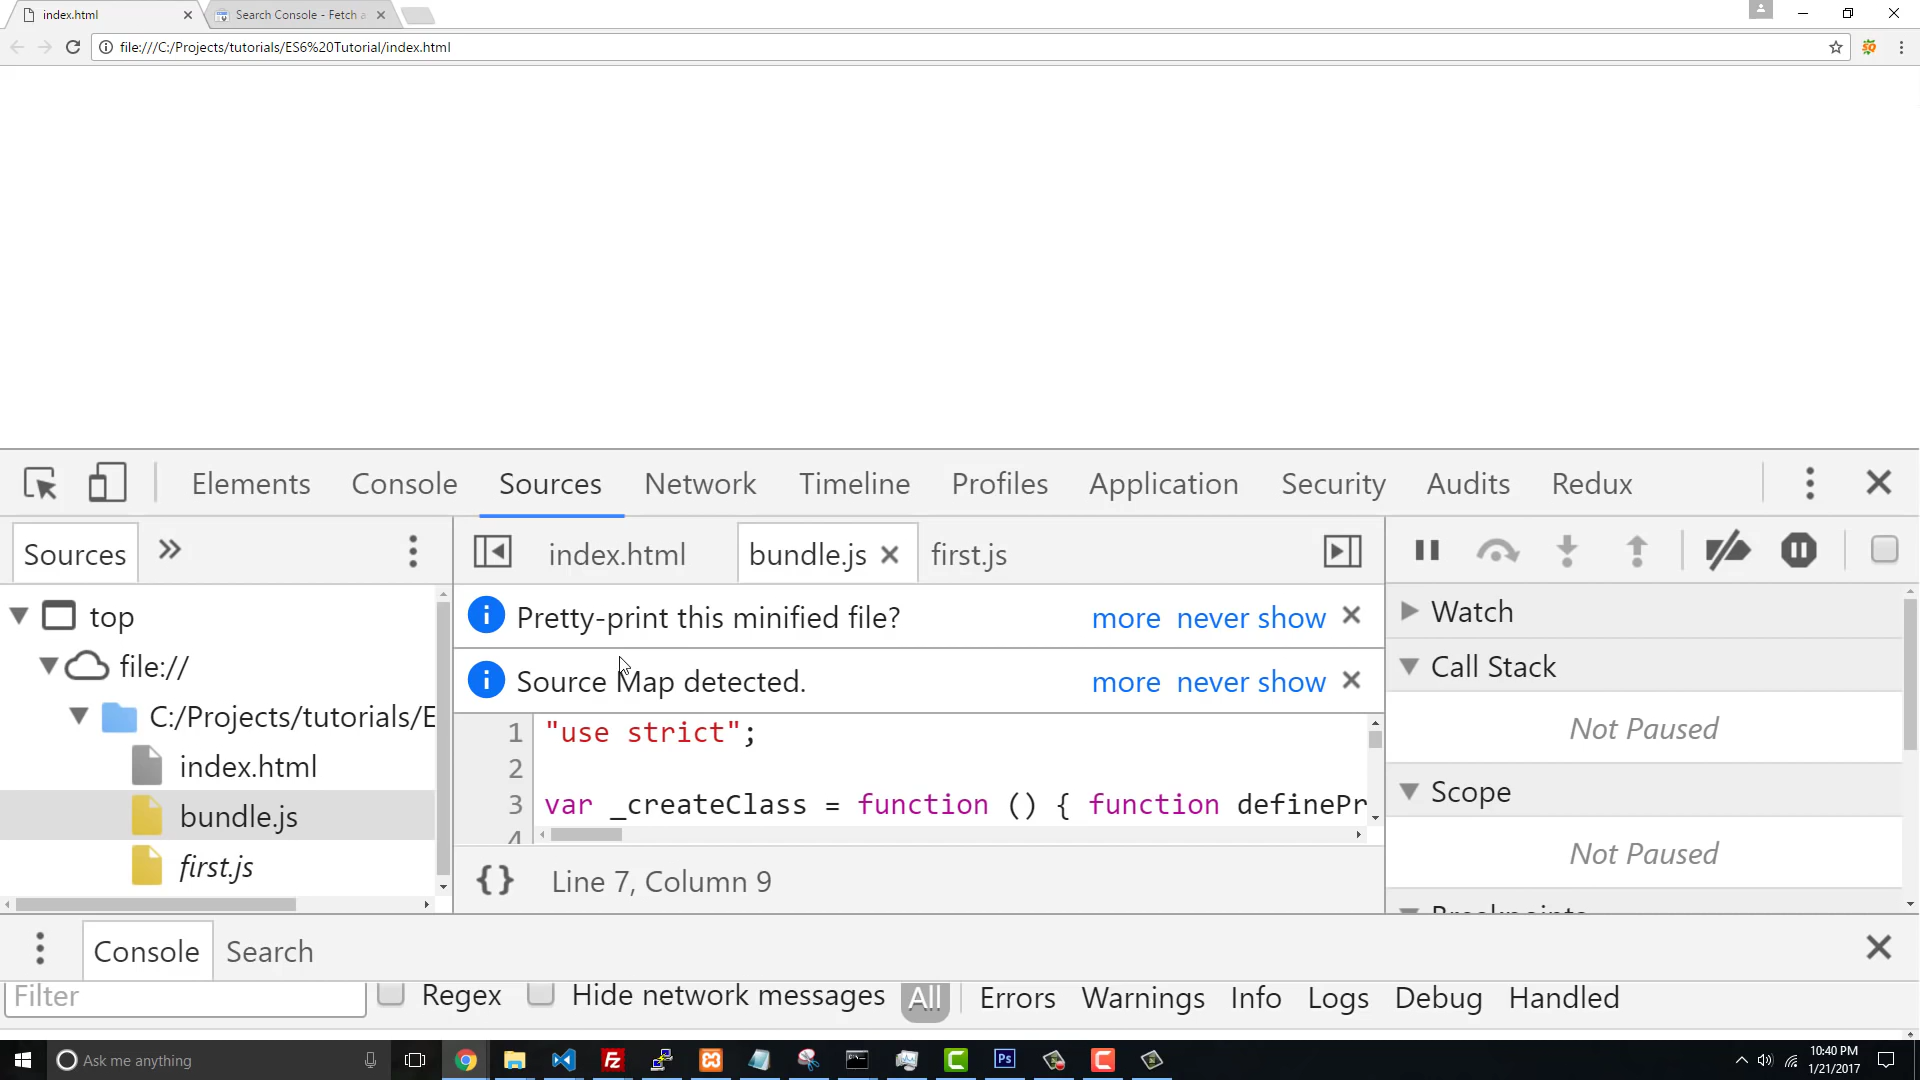 index.html
Search Console - Fetch a
file:///C:/Projects/tutorials/ES6%20Tutorial/index.html
SQ
Elements Console Sources Network Timeline Profiles Application Security Audits Redux
Sources
index.html bundle.js first.js
Pretty-print this minified file? more never show
Source Map detected. more never show
top
file://
C:/Projects/tutorials/E
index.html
bundle.js
first.js
1 "use strict";
2
3 var _createClass = function () { function definePr
4
{} Line 7, Column 9
Watch
Call Stack
Not Paused
Scope
Not Paused
Breakpoints
Console Search
Filter Regex Hide network messages All Errors Warnings Info Logs Debug Handled
Ask me anything
Fz
Ps
10:40 PM
1/21/2017